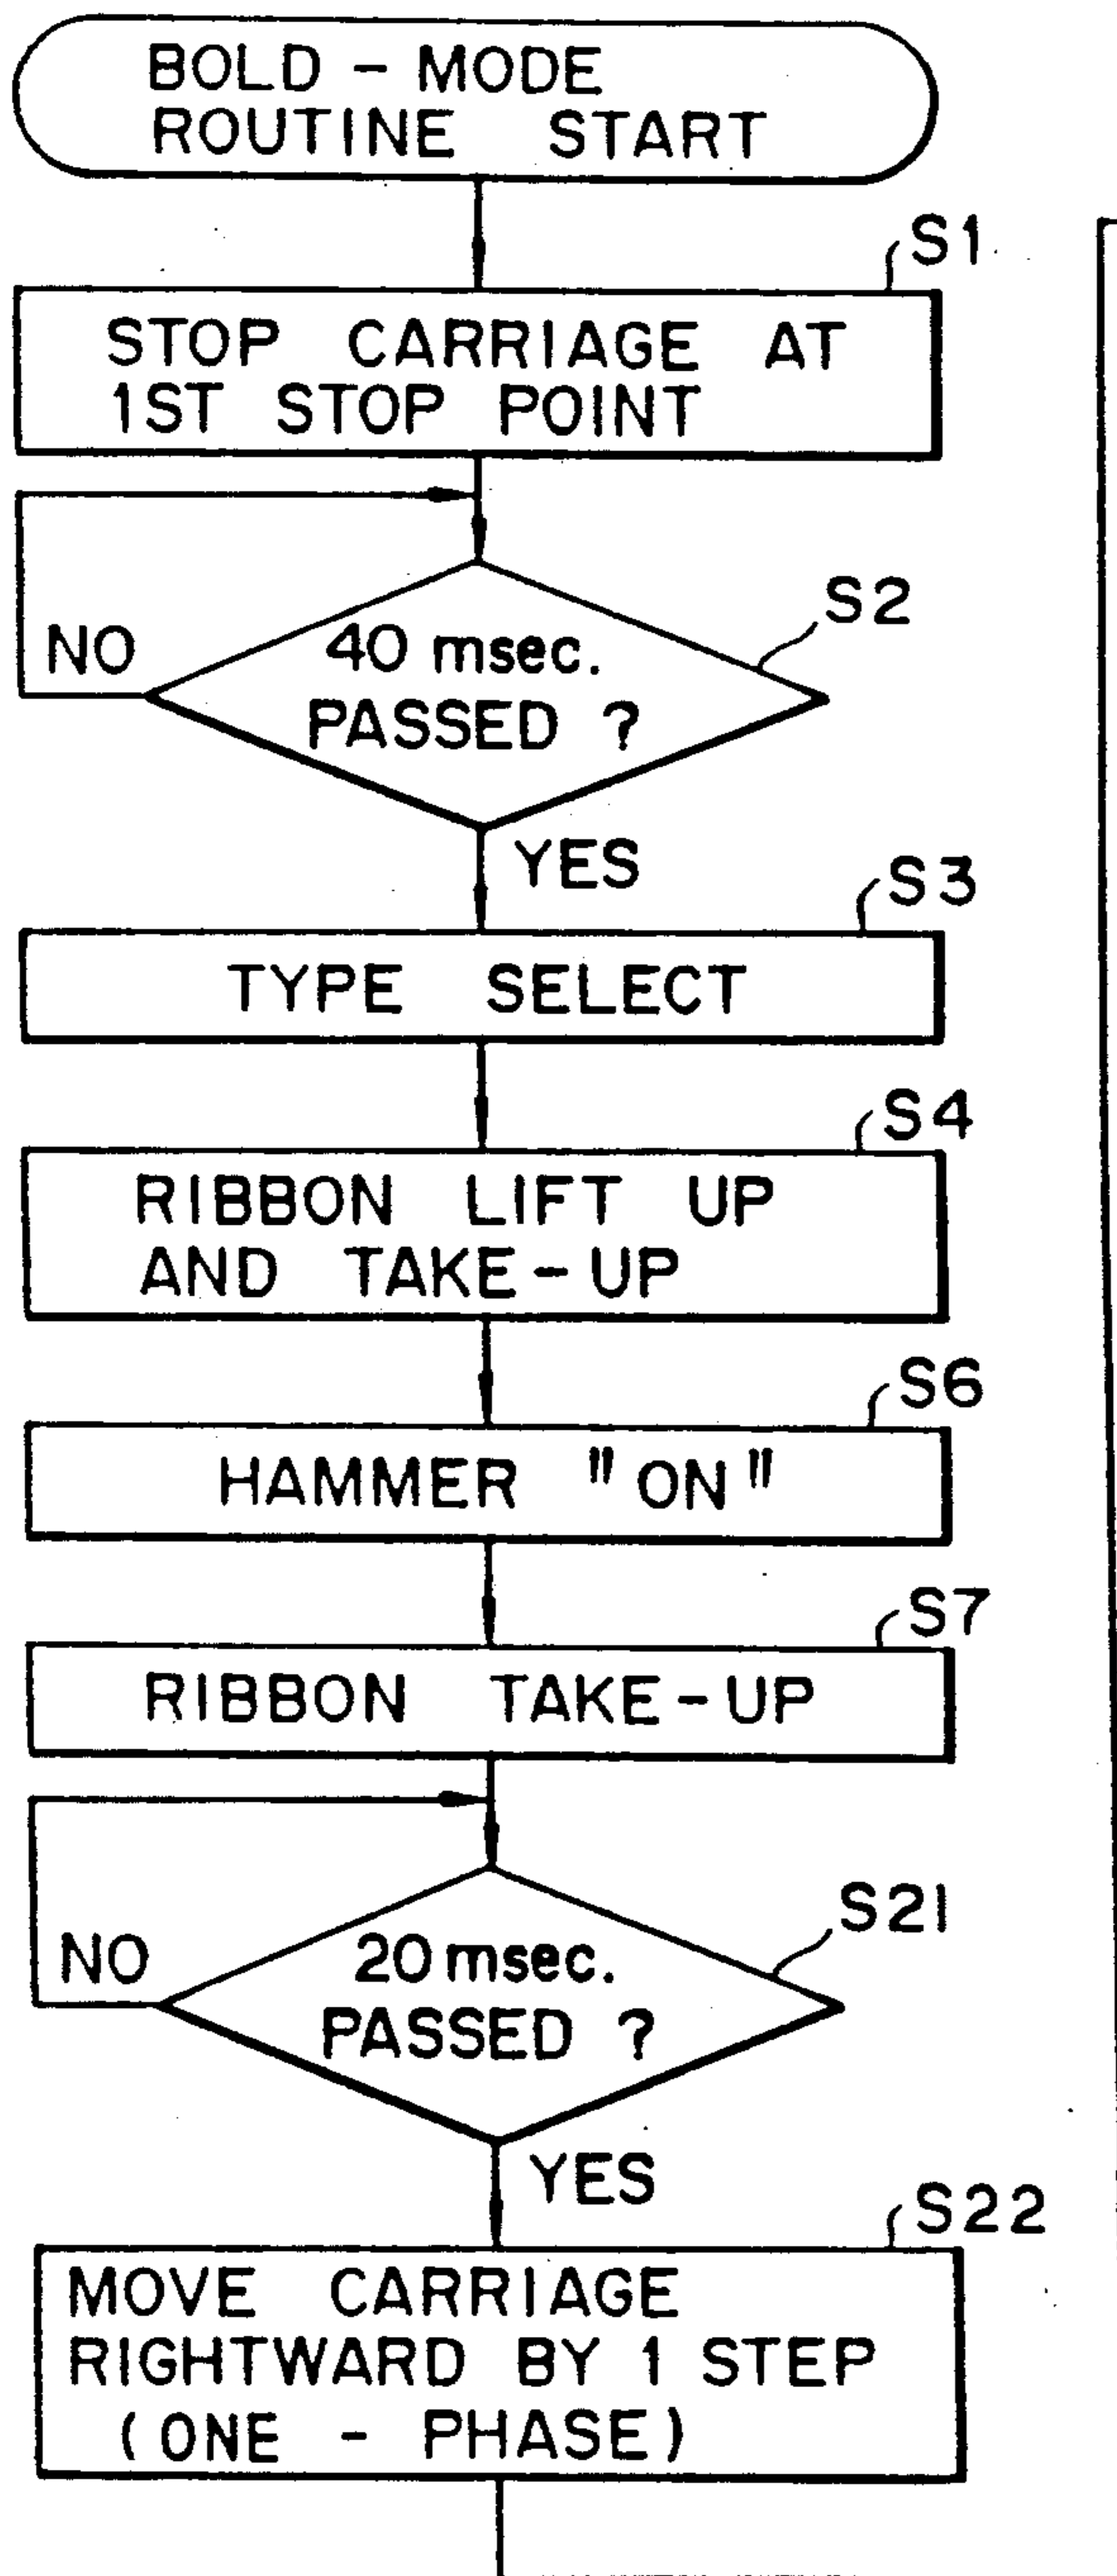 BOLD - MODE
ROUTINE START
S1
STOP CARRIAGE AT
1ST STOP POINT
S2
NO
40 msec.
PASSED ?
YES
S3
TYPE SELECT
S4
RIBBON LIFT UP
AND TAKE-UP
S6
HAMMER "ON"
S7
RIBBON TAKE-UP
S21
NO
20 msec.
PASSED ?
YES
S22
MOVE CARRIAGE
RIGHTWARD BY 1 STEP
(ONE - PHASE)